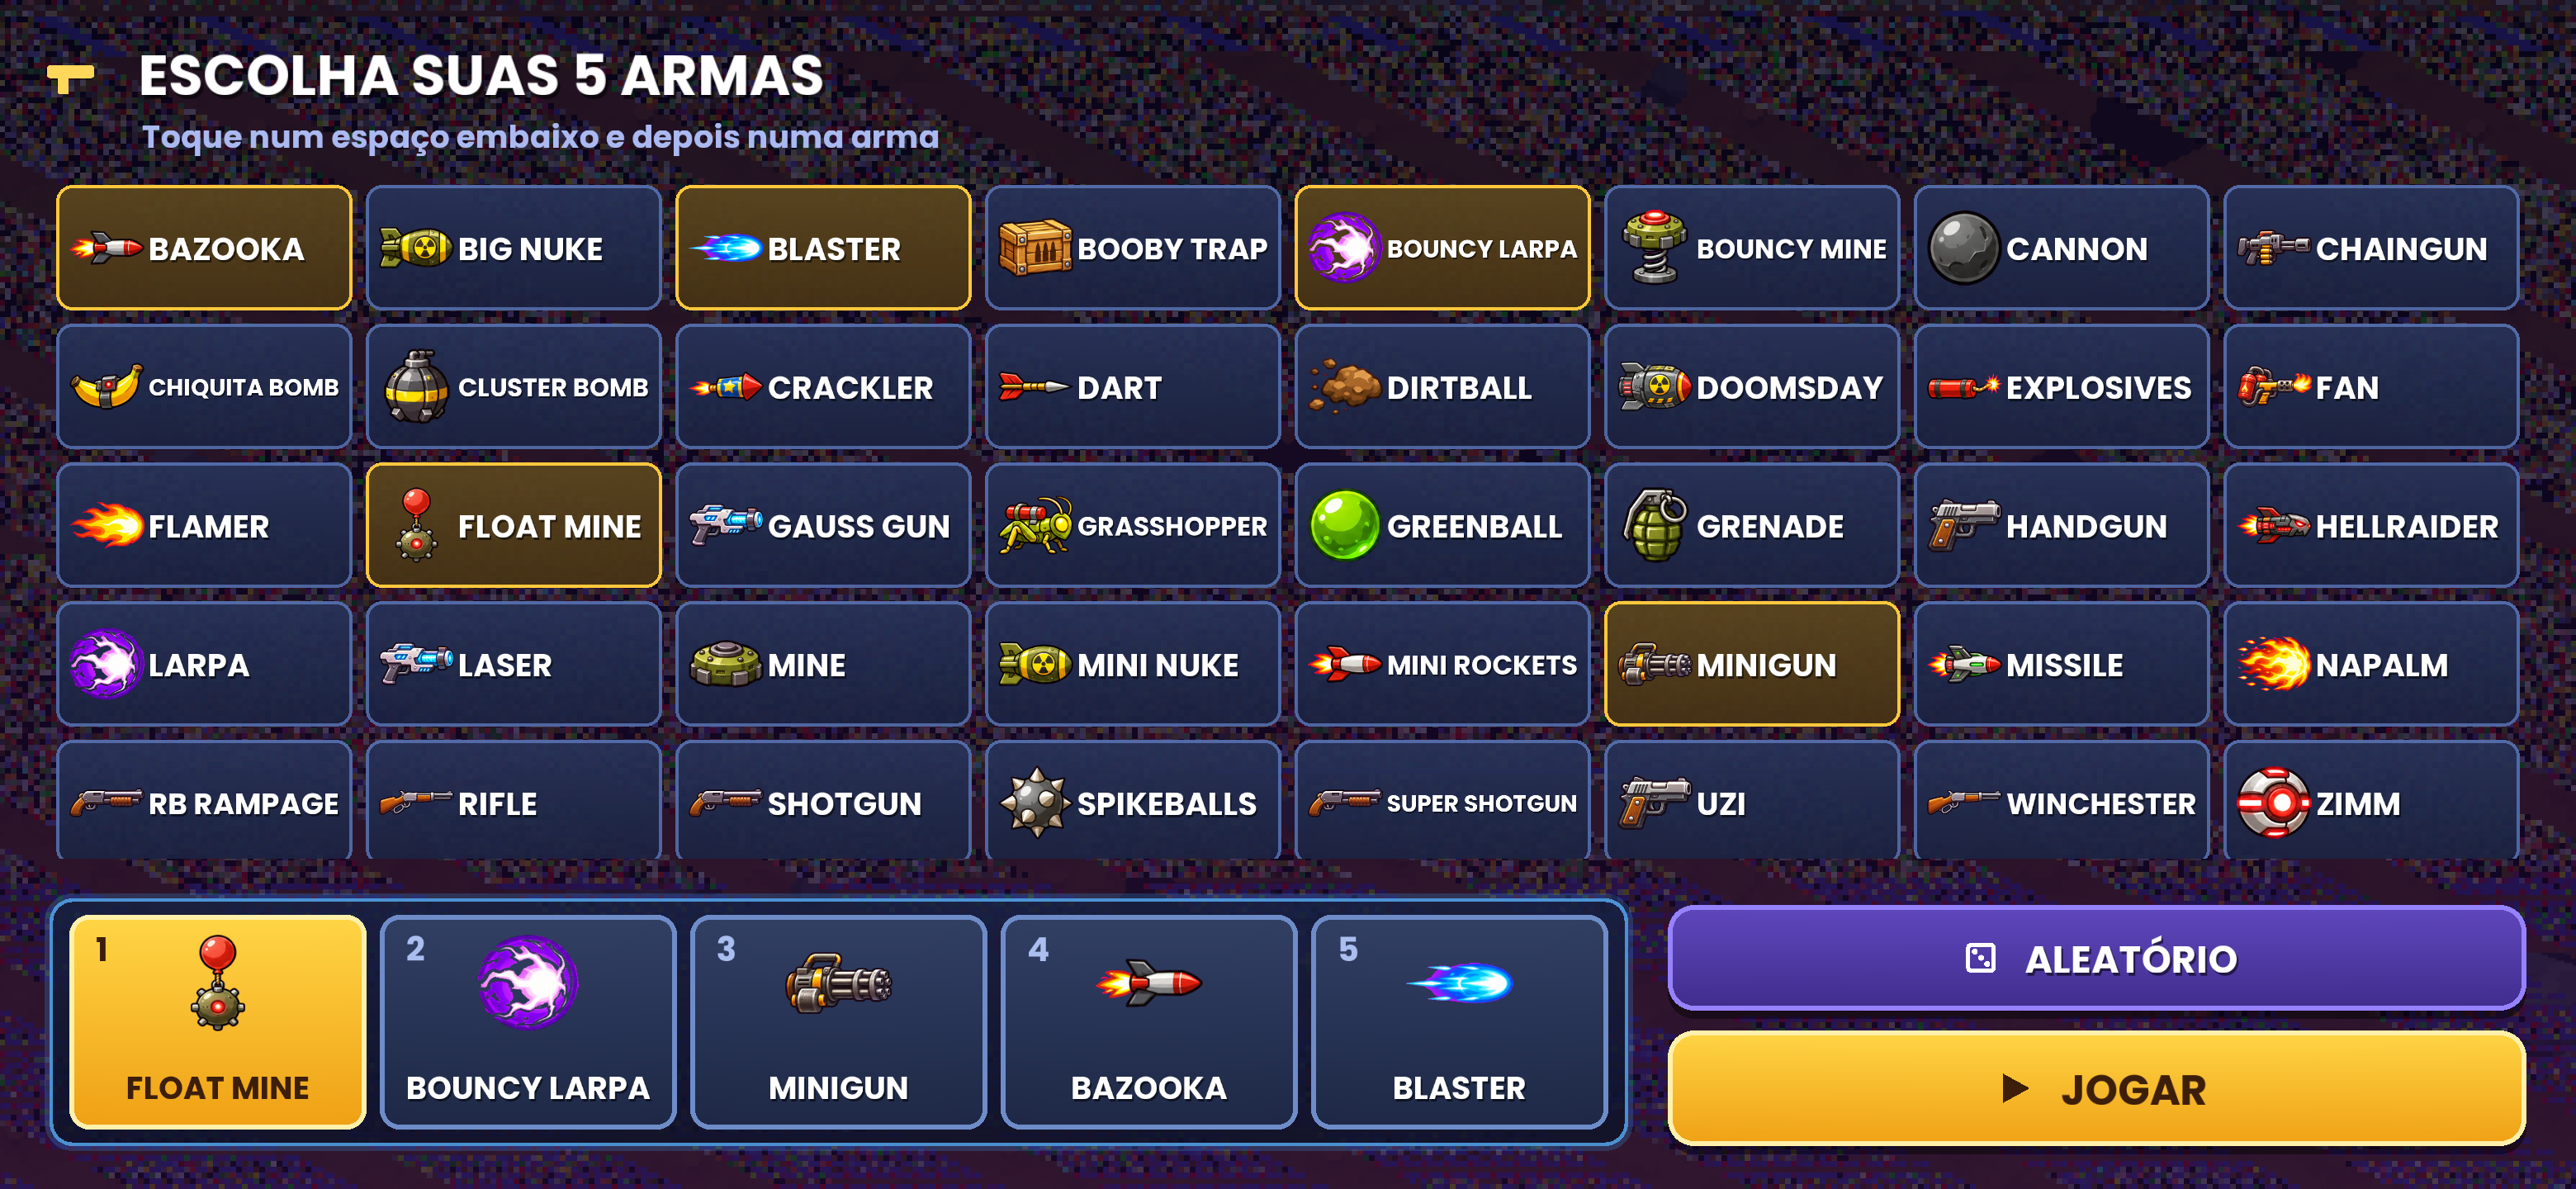 ESCOLHA SUAS 5 ARMAS
Toque num espaço embaixo e depois numa arma
BAZOOKA
BIG NUKE
BLASTER
BOOBY TRAP
BOUNCY LARPA
BOUNCY MINE
CANNON
CHAINGUN
CHIQUITA BOMB
CLUSTER BOMB
CRACKLER
DART
DIRTBALL
DOOMSDAY
EXPLOSIVES
FAN
FLAMER
FLOAT MINE
GAUSS GUN
GRASSHOPPER
GREENBALL
GRENADE
HANDGUN
HELLRAIDER
LARPA
LASER
MINE
MINI NUKE
MINI ROCKETS
MINIGUN
MISSILE
NAPALM
RB RAMPAGE
RIFLE
SHOTGUN
SPIKEBALLS
SUPER SHOTGUN
UZI
WINCHESTER
ZIMM
1
FLOAT MINE
2
BOUNCY LARPA
3
MINIGUN
4
BAZOOKA
5
BLASTER
ALEATÓRIO
JOGAR